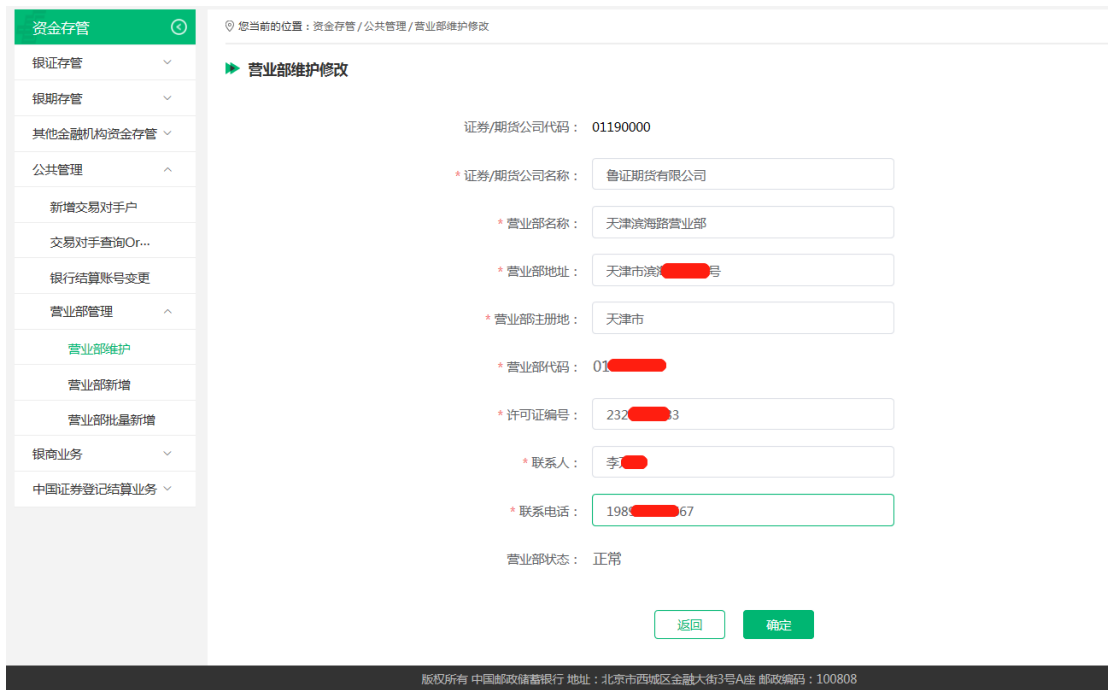 资金存管
银证存管
银期存管
其他金融机构资金存管
公共管理
新增交易对手户
交易对手查询Or...
银行结算账号变更
营业部管理
营业部维护
营业部新增
营业部批量新增
银商业务
中国证券登记结算业务
您当前的位置：资金存管/公共管理/营业部维护修改
营业部维护修改
证券/期货公司代码： 01190000
* 证券/期货公司名称： 鲁证期货有限公司
* 营业部名称： 天津滨海路营业部
* 营业部地址： 天津市滨 号
* 营业部注册地： 天津市
* 营业部代码： 01
* 许可证编号： 232 3
* 联系人： 李
* 联系电话： 198 67
营业部状态： 正常
返回 确定
版权所有 中国邮政储蓄银行 地址：北京市西城区金融大街3号A座 邮政编码：100808